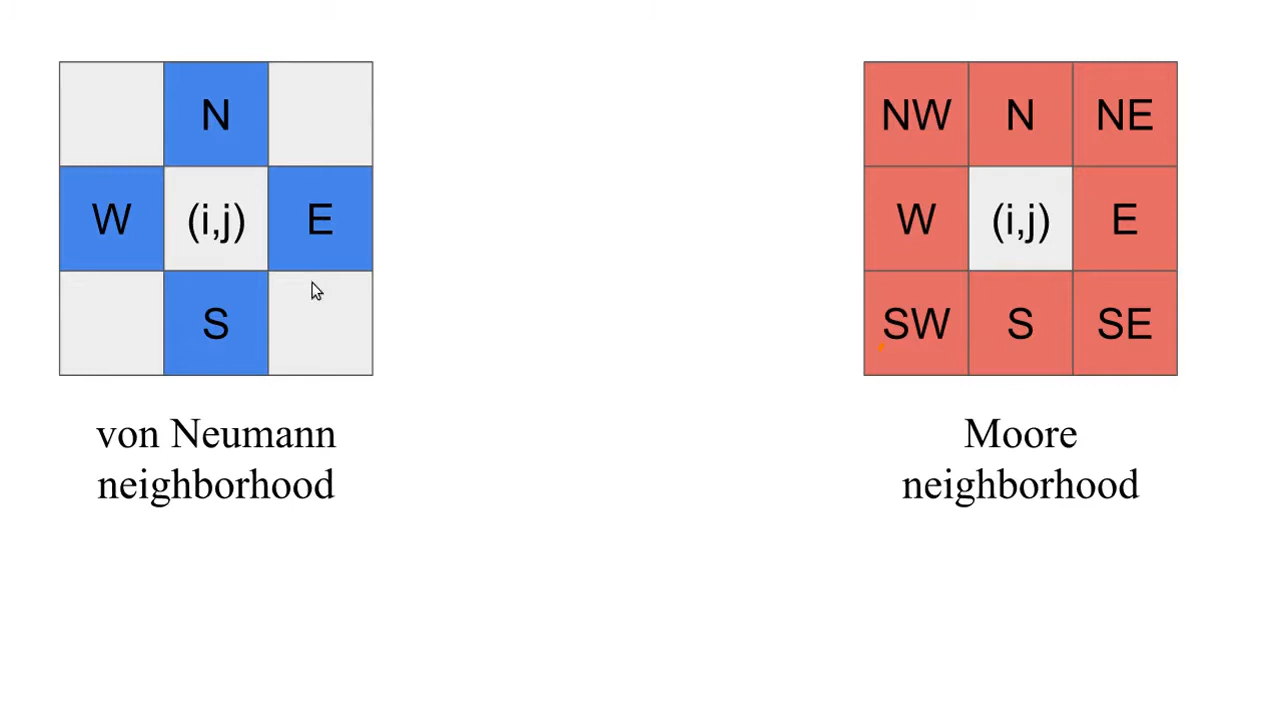 N
W (i,j) E
S
von Neumann
neighborhood
NW N NE
W (i,j) E
SW S SE
Moore
neighborhood